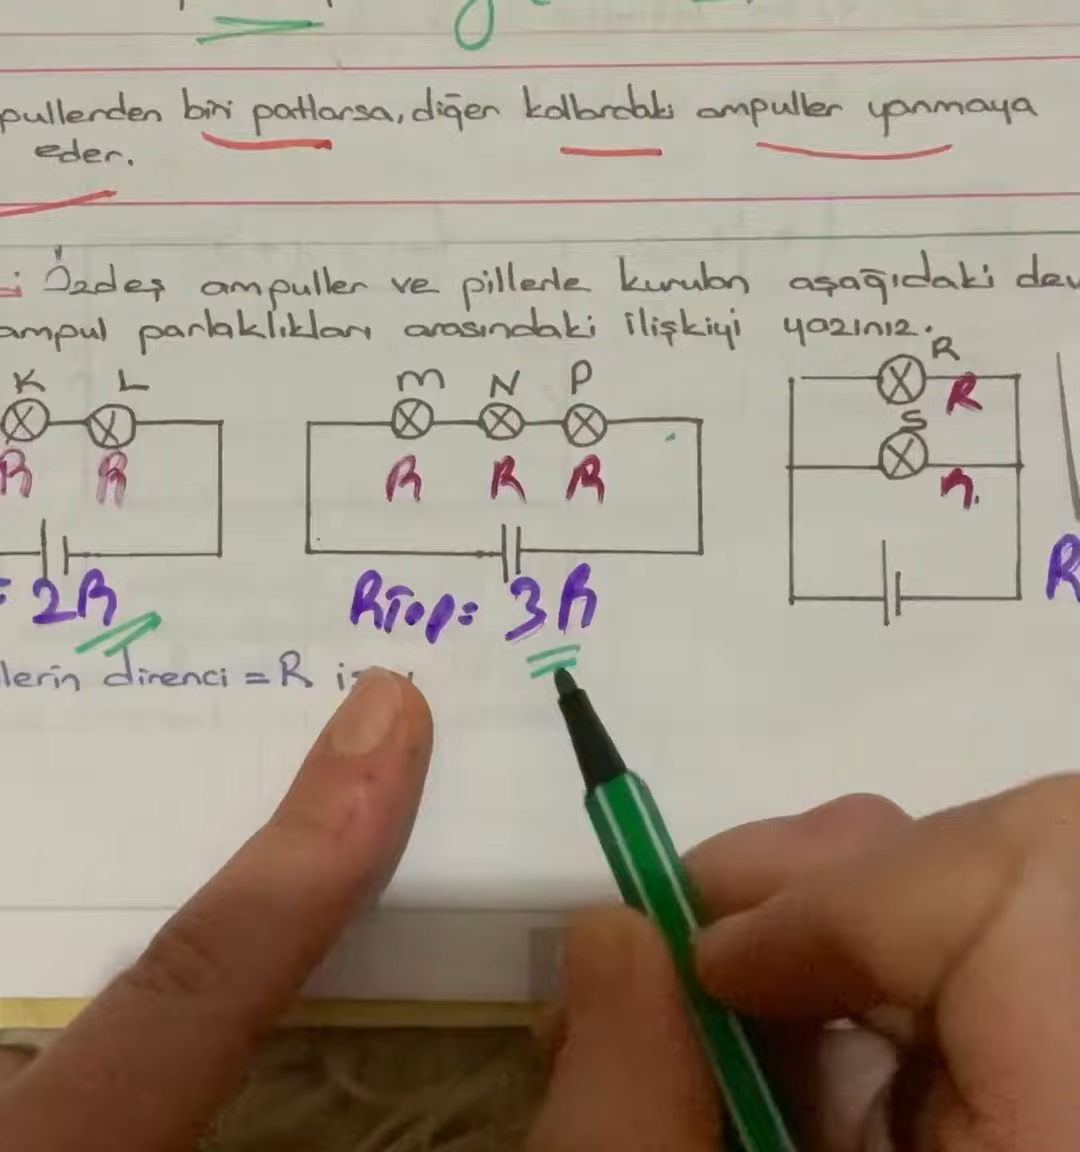 pullerden biri patlarsa, diğer kollardaki ampuller yanmaya
eder.
Özdeş ampuller ve pillerle kurulan aşağıdaki dev
ampul parlaklıkları arasındaki ilişkiyi yazınız.
K L M N P R
S
R R R R R R
R
= 2R RTop= 3R R
lerin direnci = R